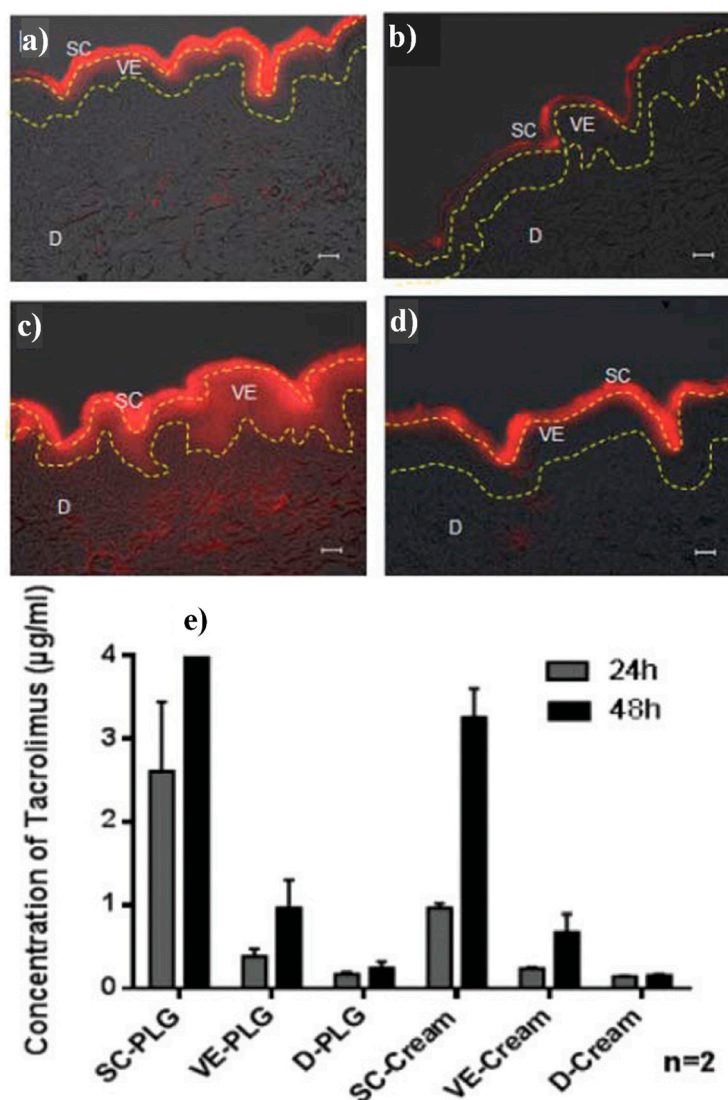 a)
SC
VE
D
b)
SC
VE
D
c)
SC
VE
D
d)
SC
VE
D
e)
Concentration of Tacrolimus (µg/ml)
4
3
2
1
0
24h
48h
SC-PLG
VE-PLG
D-PLG
SC-Cream
VE-Cream
D-Cream
n=2